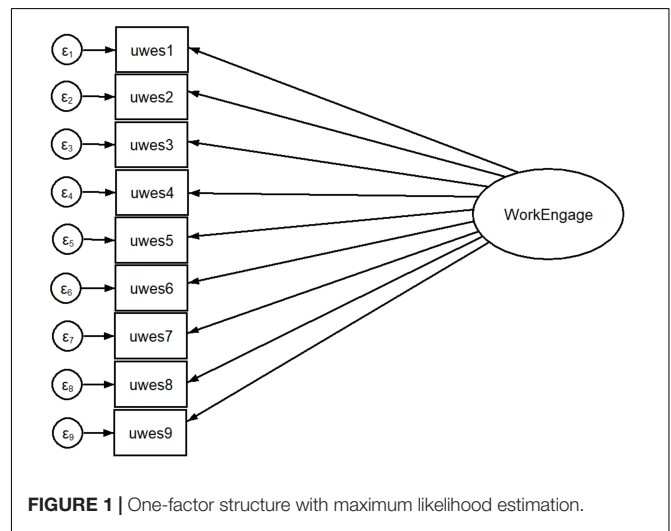 ε1 uwes1
ε2 uwes2
ε3 uwes3
ε4 uwes4
ε5 uwes5
ε6 uwes6
ε7 uwes7
ε8 uwes8
ε9 uwes9
WorkEngage
FIGURE 1 | One-factor structure with maximum likelihood estimation.